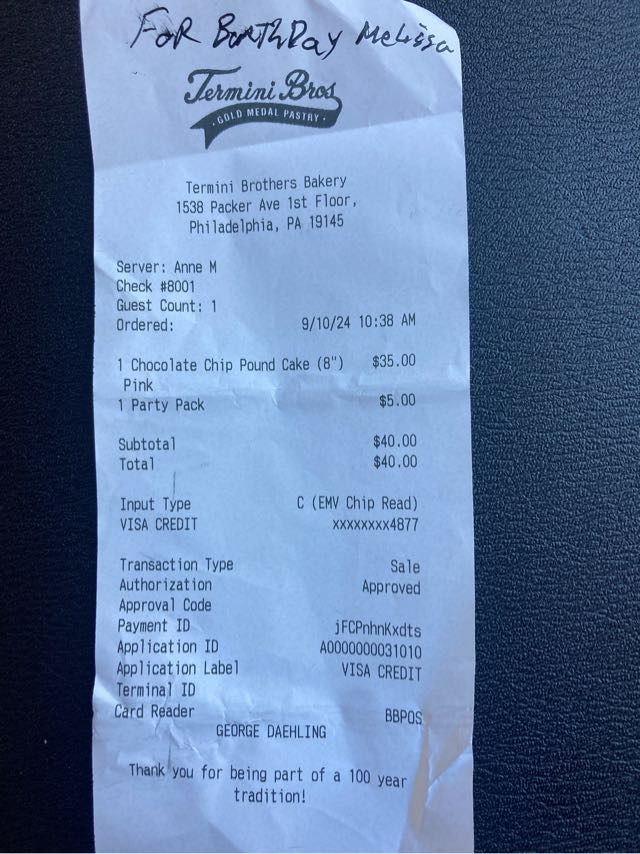 FOR BIRTHDAY Melissa
Termini Bros
• GOLD MEDAL PASTRY •
Termini Brothers Bakery
1538 Packer Ave 1st Floor,
Philadelphia, PA 19145
Server: Anne M
Check #8001
Guest Count: 1
Ordered: 9/10/24 10:38 AM
1 Chocolate Chip Pound Cake (8") $35.00
Pink
1 Party Pack $5.00
Subtotal $40.00
Total $40.00
Input Type C (EMV Chip Read)
VISA CREDIT xxxxxxxx4877
Transaction Type Sale
Authorization Approved
Approval Code
Payment ID jFCPnhnKxdts
Application ID A0000000031010
Application Label VISA CREDIT
Terminal ID
Card Reader BBPOS
GEORGE DAEHLING
Thank you for being part of a 100 year
tradition!